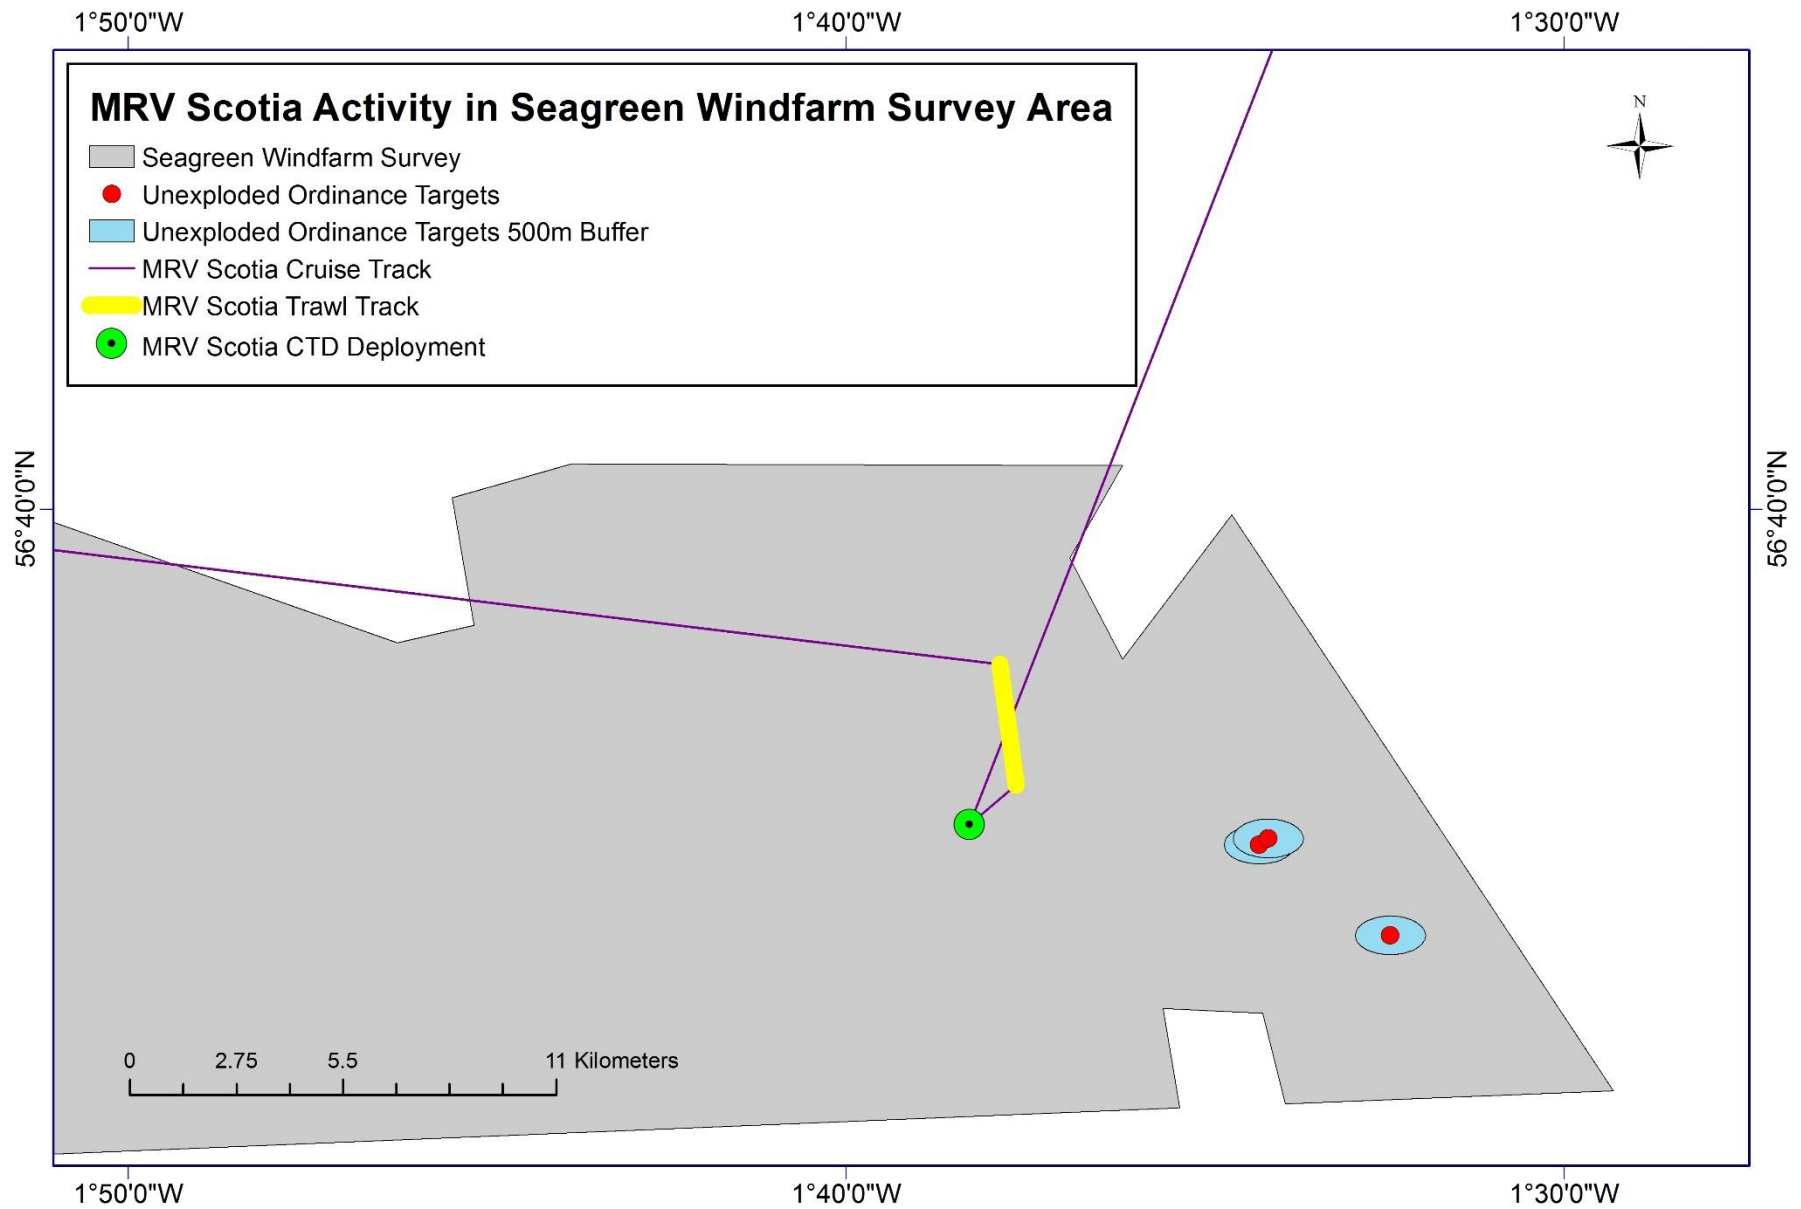 1°50'0"W 1°40'0"W 1°30'0"W
MRV Scotia Activity in Seagreen Windfarm Survey Area
Seagreen Windfarm Survey
Unexploded Ordinance Targets
Unexploded Ordinance Targets 500m Buffer
MRV Scotia Cruise Track
MRV Scotia Trawl Track
MRV Scotia CTD Deployment
N
56°40'0"N
56°40'0"N
0 2.75 5.5 11 Kilometers
1°50'0"W 1°40'0"W 1°30'0"W